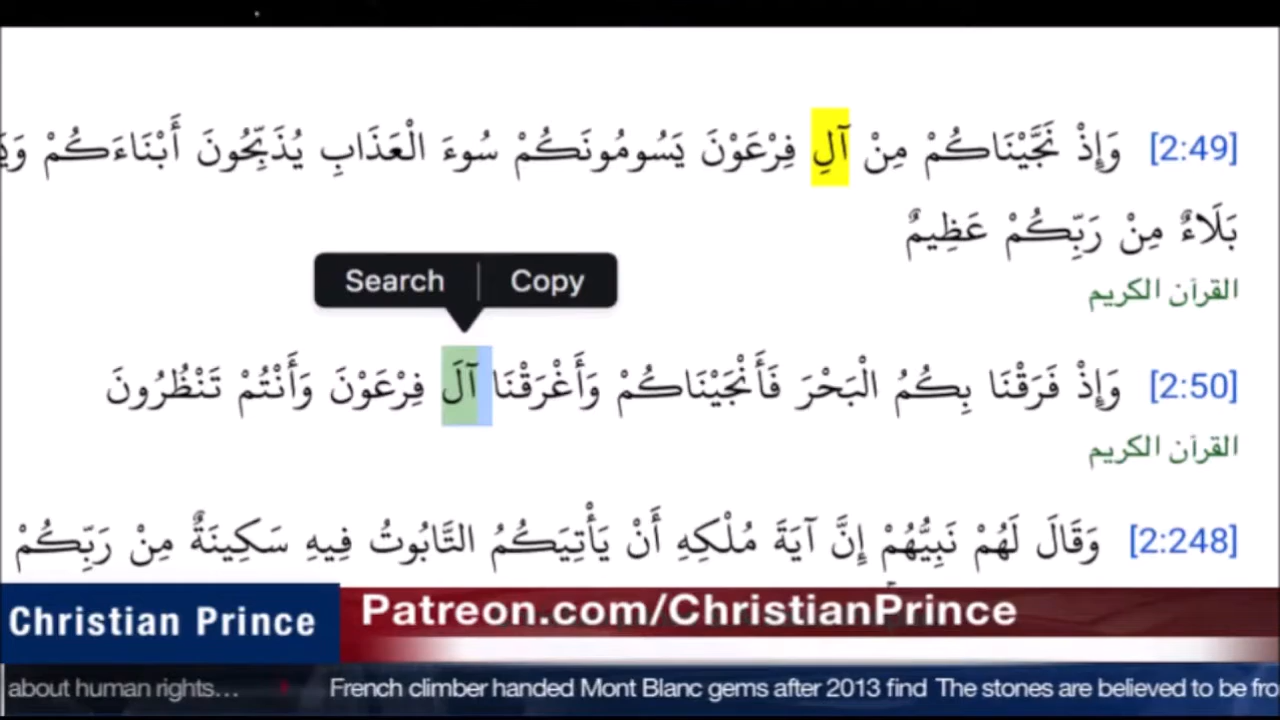 [2:49] وَإِذْ نَجَّيْنَاكُمْ مِنْ آلِ فِرْعَوْنَ يَسُومُونَكُمْ سُوءَ الْعَذَابِ يُذَبِّحُونَ أَبْنَاءَكُمْ
بَلَاءٌ مِنْ رَبِّكُمْ عَظِيمٌ
القرآن الكريم
Search Copy
[2:50] وَإِذْ فَرَقْنَا بِكُمُ الْبَحْرَ فَأَنْجَيْنَاكُمْ وَأَغْرَقْنَا آلَ فِرْعَوْنَ وَأَنْتُمْ تَنْظُرُونَ
القرآن الكريم
[2:248] وَقَالَ لَهُمْ نَبِيُّهُمْ إِنَّ آيَةَ مُلْكِهِ أَنْ يَأْتِيَكُمُ التَّابُوتُ فِيهِ سَكِينَةٌ مِنْ رَبِّكُمْ
Christian Prince
Patreon.com/ChristianPrince
about human rights... French climber handed Mont Blanc gems after 2013 find The stones are believed to be fro